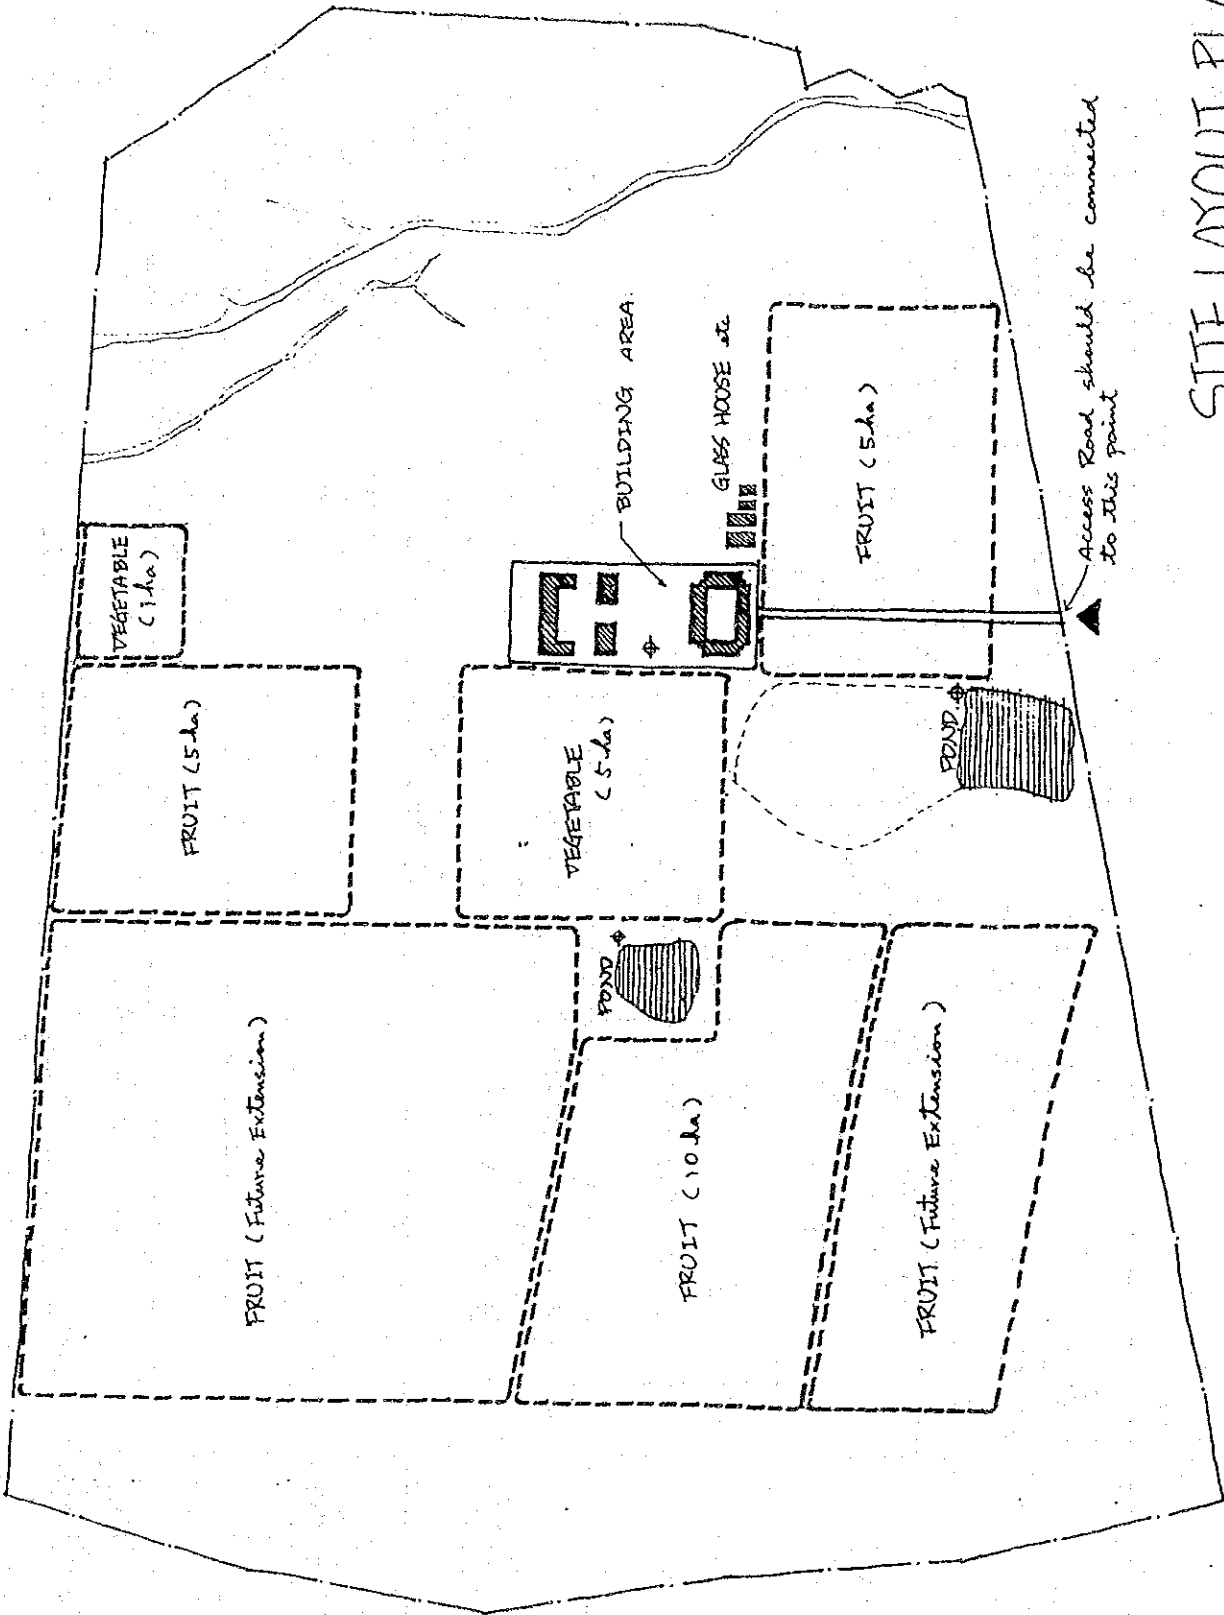 VEGETABLE
(1 ha)
FRUIT (5 ha)
FRUIT (Future Extension)
VEGETABLE
(5 ha)
POND
BUILDING AREA
GLASS HOUSE etc
FRUIT (10 ha)
FRUIT (5 ha)
POND
FRUIT (Future Extension)
Access Road should be connected
to this point
SITE LAYOUT